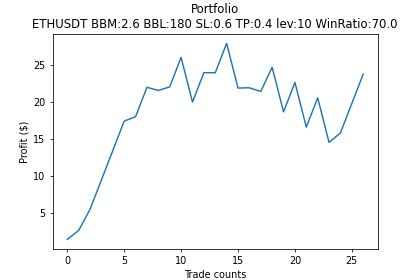 Portfolio
ETHUSDT BBM:2.6 BBL:180 SL:0.6 TP:0.4 lev:10 WinRatio:70.0
25
20
15
10
5
Profit ($)
0 5 10 15 20 25
Trade counts